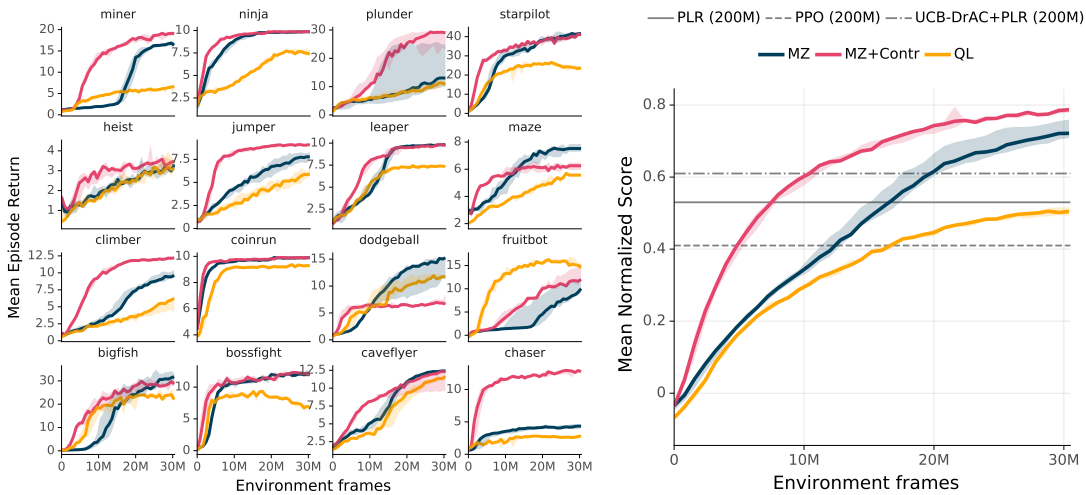 miner ninja plunder starpilot
20 15 10 5 0
10.0 7.5 5.0 2.5
30 20 10 0
40 30 20 10 0
heist jumper leaper maze
4 3 2 1 0
7.5 5.0 2.5 0
10.0 7.5 5.0 2.5 0
8 6 4 2
climber coinrun dodgeball fruitbot
12.5 10.0 7.5 5.0 2.5 0
10 8 6 4
15 10 5 0
15 10 5 0
bigfish bossfight caveflyer chaser
30 20 10 0
10 5 0
12.5 10.0 7.5 5.0 2.5
10 5 0
0 10M 20M 30M 0 10M 20M 30M 0 10M 20M 30M 0 10M 20M 30M
Mean Episode Return
Environment frames
PLR (200M) PPO (200M) UCB-DrAC+PLR (200M)
MZ MZ+Contr QL
Mean Normalized Score
0.8
0.6
0.4
0.2
0
0 10M 20M 30M
Environment frames